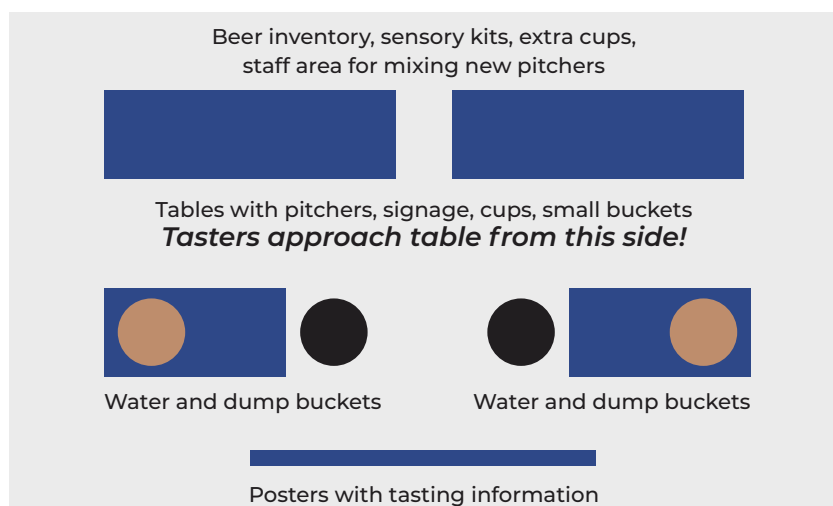 Beer inventory, sensory kits, extra cups,
staff area for mixing new pitchers
Tables with pitchers, signage, cups, small buckets
Tasters approach table from this side!
Water and dump buckets
Water and dump buckets
Posters with tasting information